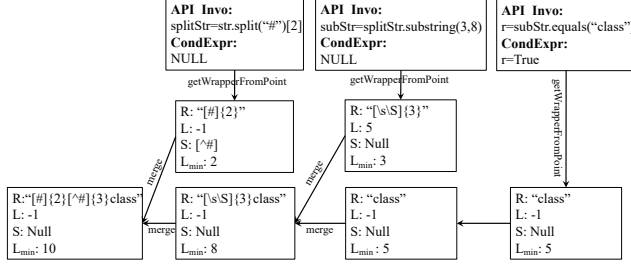 API Invo:
splitStr=str.split(“#”)[2]
CondExpr:
NULL
API Invo:
subStr=splitStr.substring(3,8)
CondExpr:
NULL
API Invo:
r=subStr.equals(“class”
CondExpr:
r=True
getWrapperFromPoint
getWrapperFromPoint
getWrapperFromPoint
R: “[#]{2}”
L: -1
S: [^#]
Lmin: 2
R: “[\s\S]{3}”
L: 5
S: Null
Lmin: 3
merge
merge
R:“[#]{2}[^#]{3}class”
L: -1
S: Null
Lmin: 10
merge
R: “[\s\S]{3}class”
L: -1
S: Null
Lmin: 8
merge
R: “class”
L: -1
S: Null
Lmin: 5
R: “class”
L: -1
S: Null
Lmin: 5